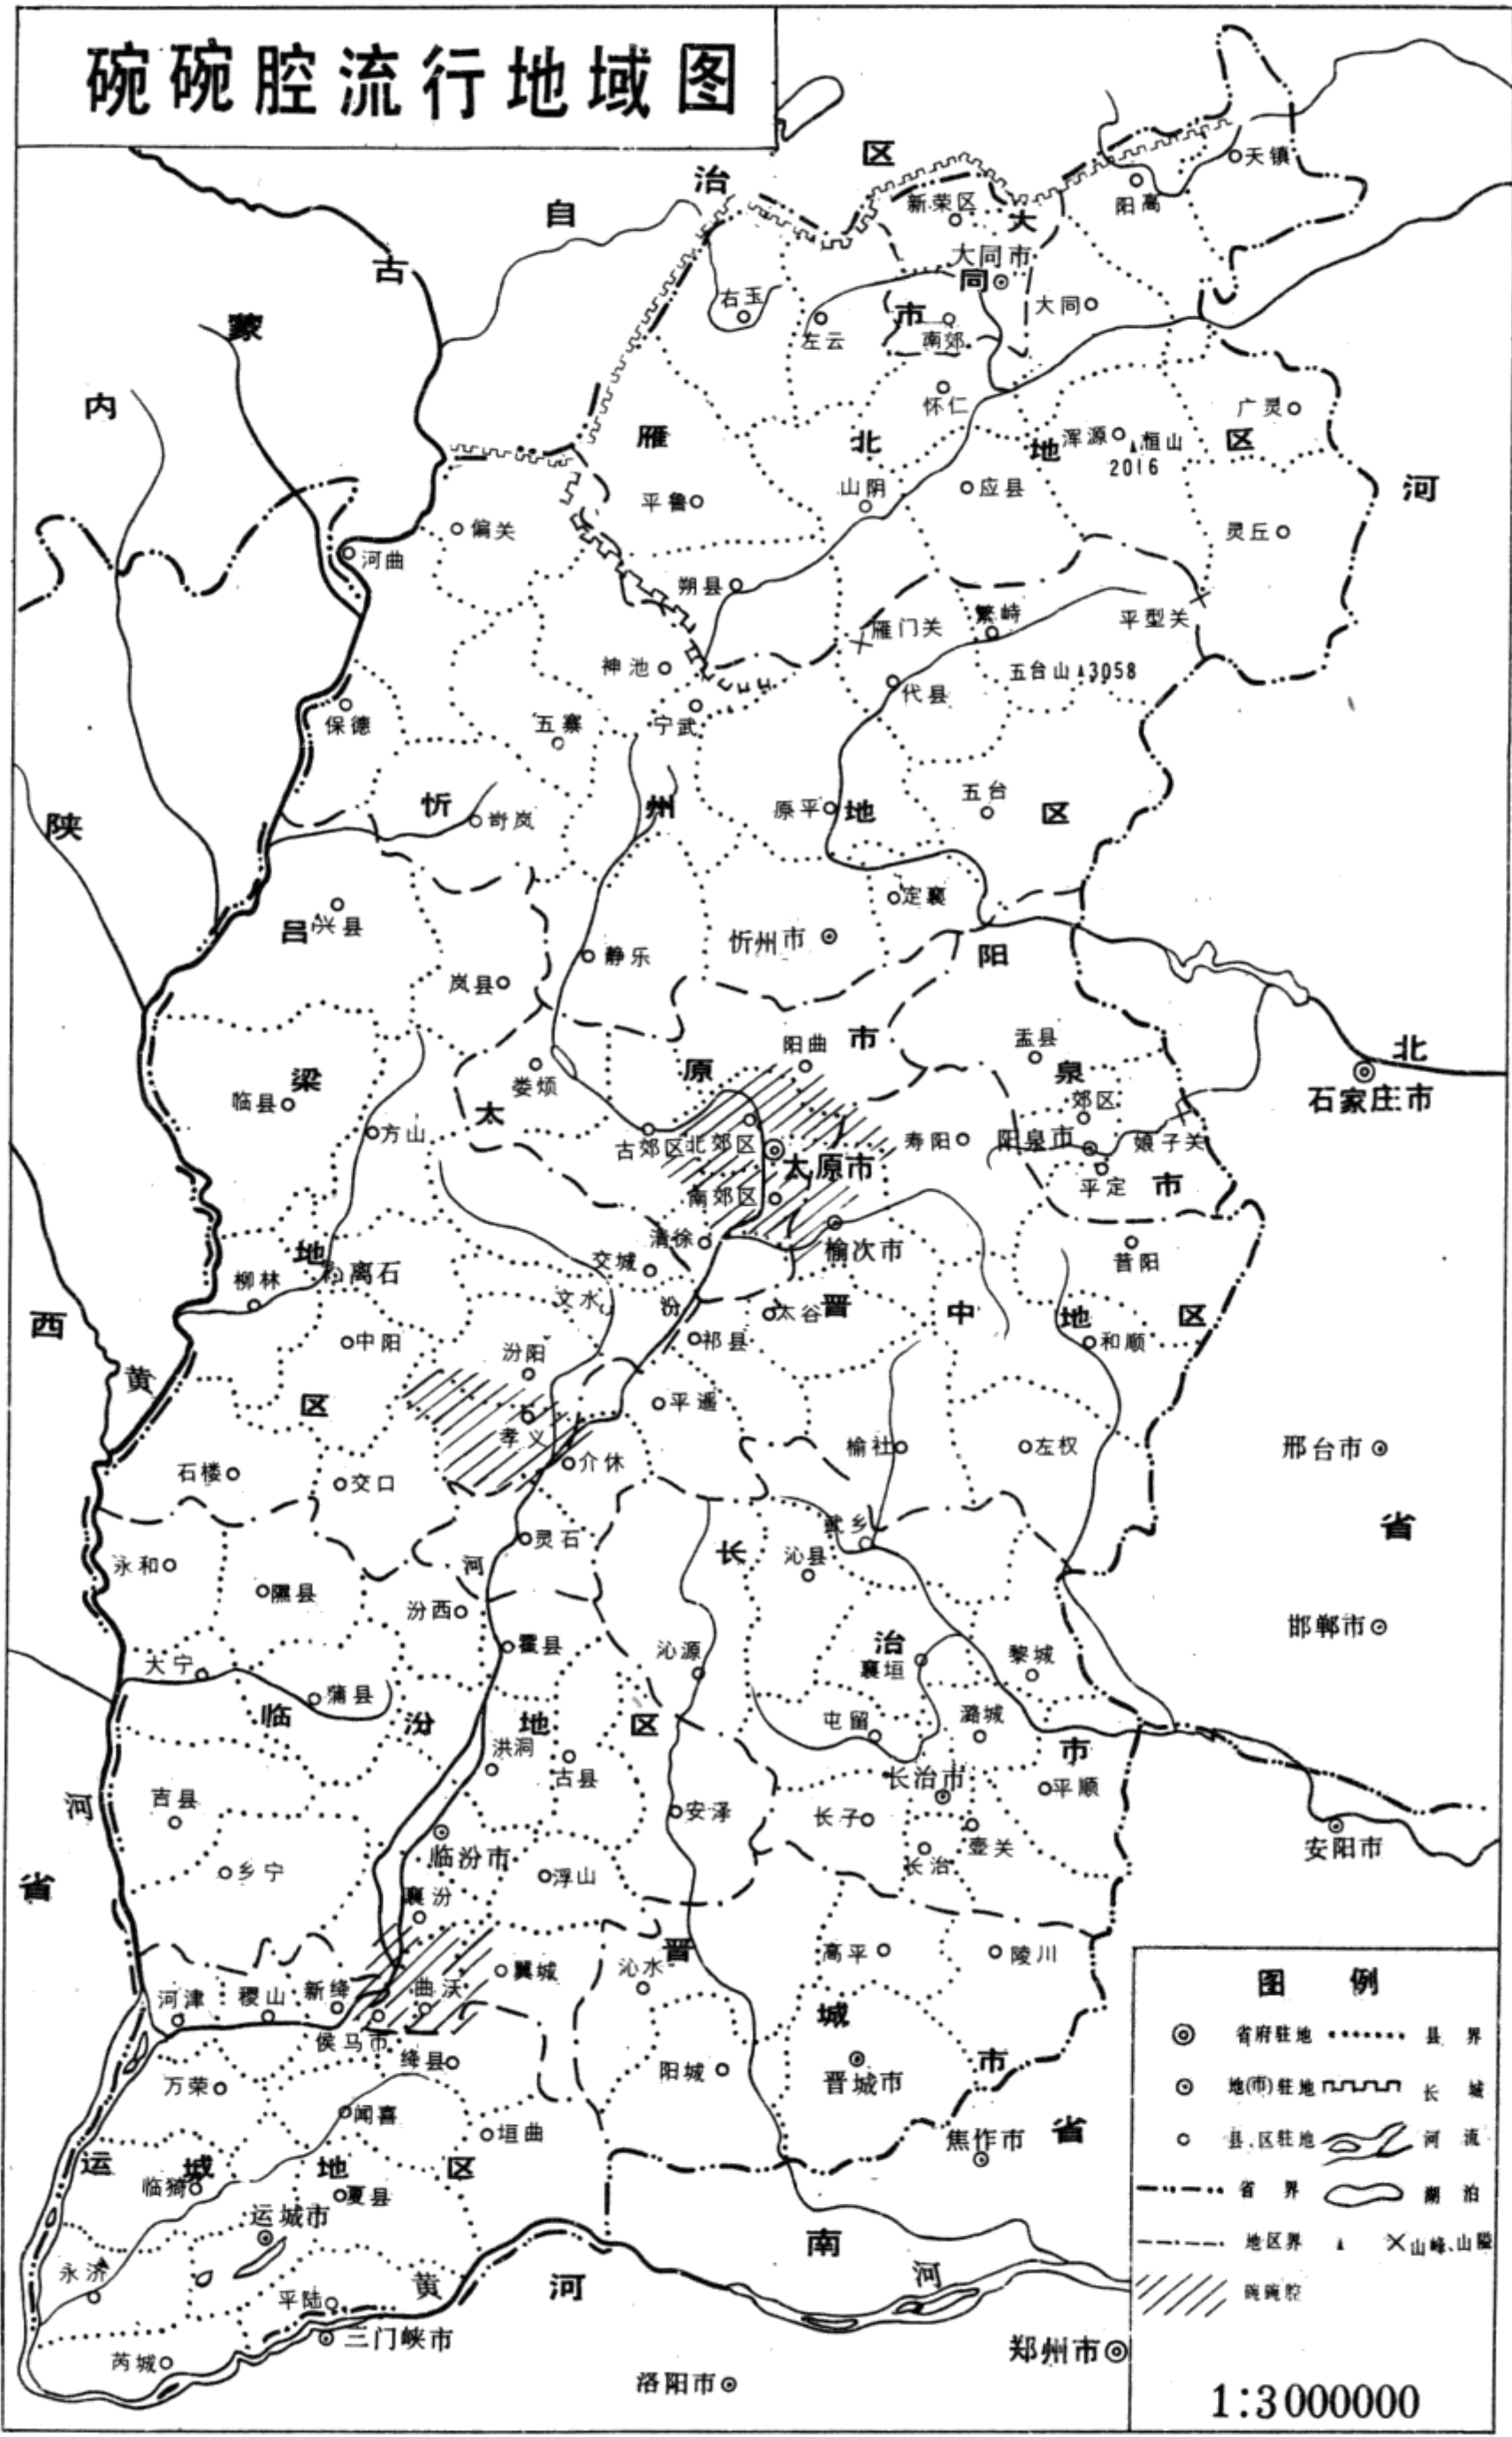 碗碗腔流行地域图
区
治
自
古
蒙
内
天镇
阳高
新荣区
大
大同市
同
市
南郊
大同
右玉
左云
怀仁
广灵
雁
北
地
浑源
恒山
2016
区
河
平鲁
山阴
应县
灵丘
偏关
河曲
朔县
雁门关
繁峙
平型关
神池
五台山
3058
代县
保德
五寨
宁武
陕
忻
岢岚
州
原平
地
五台
区
定襄
吕
兴县
忻州市
阳
静乐
岚县
原
阳曲
市
盂县
北
梁
娄烦
泉
石家庄市
临县
太
郊区
方山
古郊区
北郊区
太原市
寿阳
阳泉市
娘子关
南郊区
平定
市
清徐
榆次市
地
离石
交城
昔阳
柳林
文水
汾
太谷
晋
中
地
区
西
中阳
汾阳
祁县
和顺
黄
区
平遥
孝义
榆社
左权
邢台市
石楼
交口
介休
省
武乡
灵石
长
沁县
永和
河
隰县
汾西
邯郸市
霍县
沁源
治
襄垣
黎城
大宁
蒲县
临
汾
地
区
屯留
潞城
洪洞
市
古县
长治市
平顺
河
吉县
安泽
长子
壶关
安阳市
临汾市
长治
乡宁
浮山
省
襄汾
晋
高平
陵川
翼城
沁水
河津
稷山
新绛
曲沃
城
侯马市
绛县
阳城
晋城市
市
万荣
闻喜
垣曲
焦作市
省
运
城
地
区
临猗
夏县
运城市
南
永济
黄
河
河
平陆
三门峡市
芮城
洛阳市
郑州市
图 例
省府驻地
县 界
地(市)驻地
长 城
县、区驻地
河 流
省 界
湖 泊
地区界
山峰、山隘
碗碗腔
1:3000000